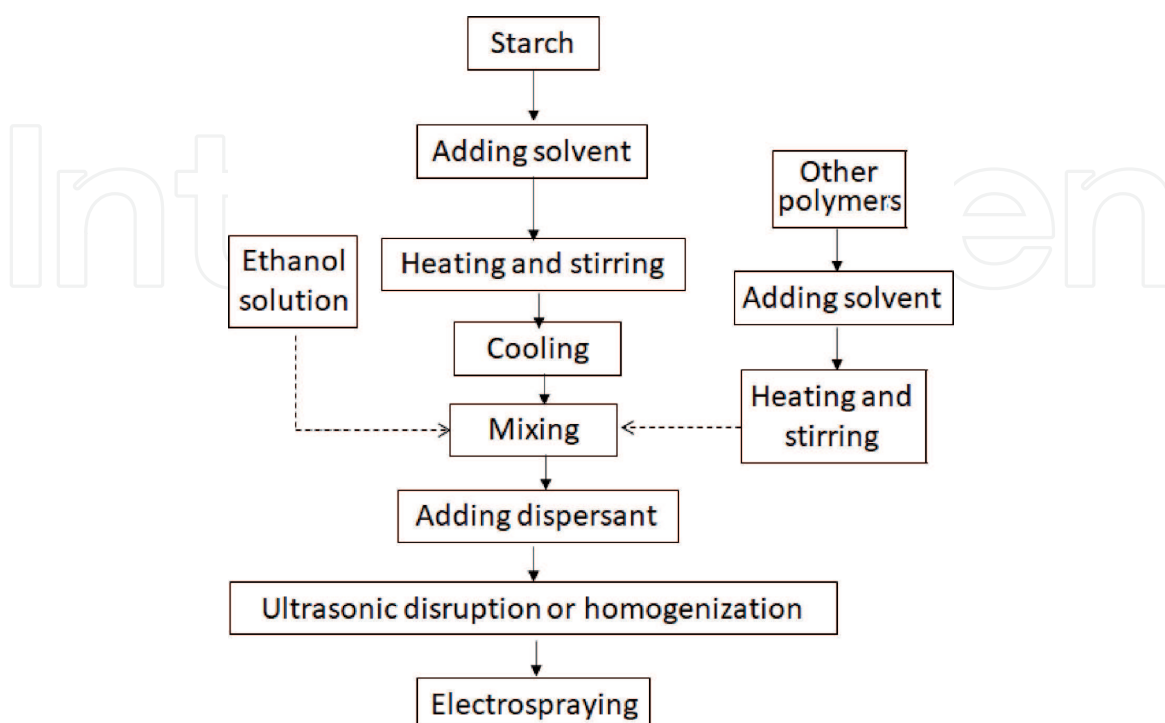 Starch
Adding solvent
Other
polymers
Ethanol
solution
Heating and stirring
Adding solvent
Cooling
Heating and
stirring
Mixing
Adding dispersant
Ultrasonic disruption or homogenization
Electrospraying